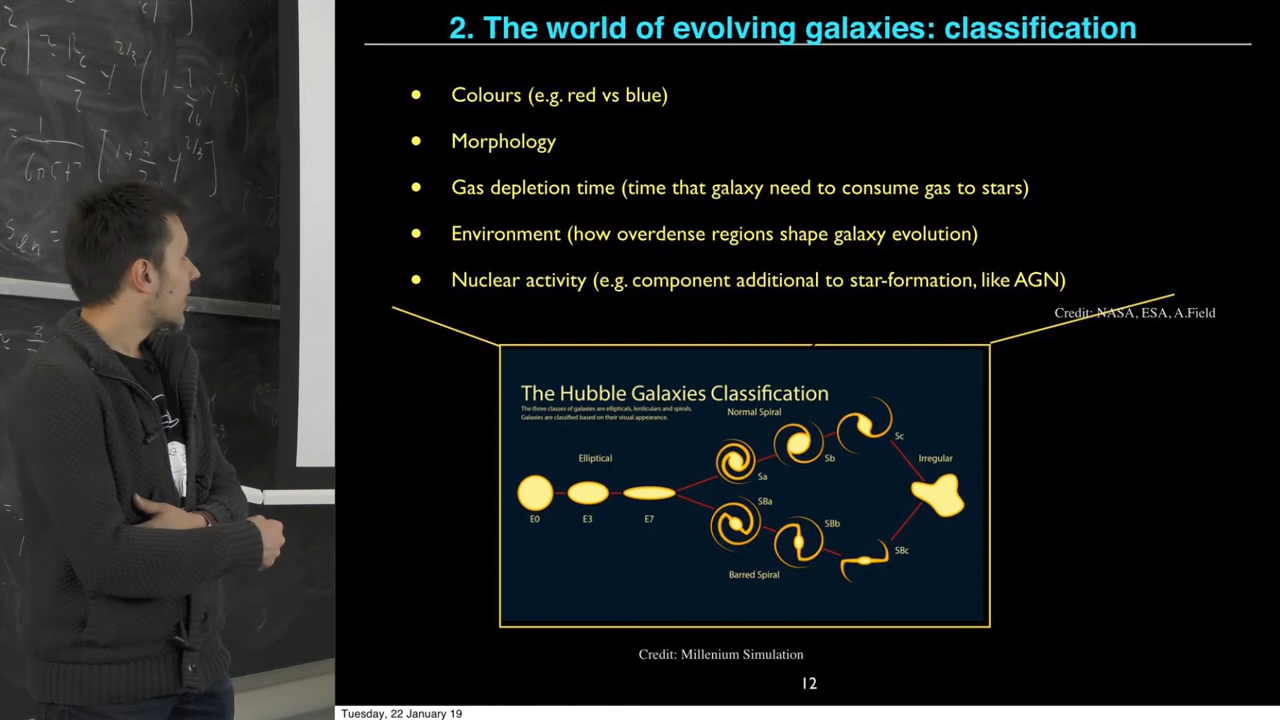 2. The world of evolving galaxies: classification
• Colours (e.g. red vs blue)
• Morphology
• Gas depletion time (time that galaxy need to consume gas to stars)
• Environment (how overdense regions shape galaxy evolution)
• Nuclear activity (e.g. component additional to star-formation, like AGN)
Credit: NASA, ESA, A.Field
The Hubble Galaxies Classification
The three classes of galaxies are ellipticals, lenticulars and spirals.
Galaxies are classified based on their visual appearance.
Normal Spiral
Sc
Elliptical
Sb
Irregular
Sa
E0
E3
E7
SBa
SBb
SBc
Barred Spiral
Credit: Millenium Simulation
12
Tuesday, 22 January 19